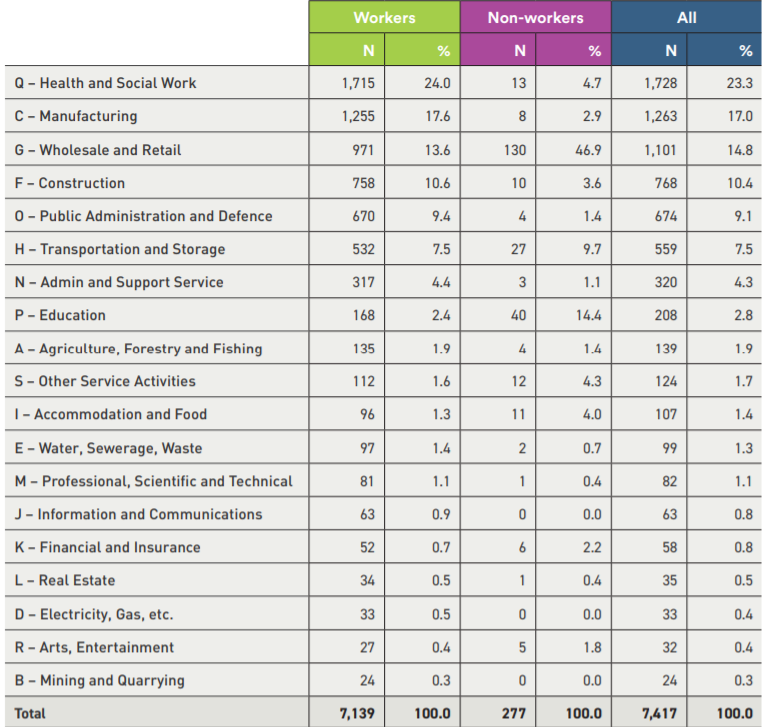 Workers Non-workers All
N % N % N %
Q – Health and Social Work 1,715 24.0 13 4.7 1,728 23.3
C – Manufacturing 1,255 17.6 8 2.9 1,263 17.0
G – Wholesale and Retail 971 13.6 130 46.9 1,101 14.8
F – Construction 758 10.6 10 3.6 768 10.4
O – Public Administration and Defence 670 9.4 4 1.4 674 9.1
H – Transportation and Storage 532 7.5 27 9.7 559 7.5
N – Admin and Support Service 317 4.4 3 1.1 320 4.3
P – Education 168 2.4 40 14.4 208 2.8
A – Agriculture, Forestry and Fishing 135 1.9 4 1.4 139 1.9
S – Other Service Activities 112 1.6 12 4.3 124 1.7
I – Accommodation and Food 96 1.3 11 4.0 107 1.4
E – Water, Sewerage, Waste 97 1.4 2 0.7 99 1.3
M – Professional, Scientific and Technical 81 1.1 1 0.4 82 1.1
J – Information and Communications 63 0.9 0 0.0 63 0.8
K – Financial and Insurance 52 0.7 6 2.2 58 0.8
L – Real Estate 34 0.5 1 0.4 35 0.5
D – Electricity, Gas, etc. 33 0.5 0 0.0 33 0.4
R – Arts, Entertainment 27 0.4 5 1.8 32 0.4
B – Mining and Quarrying 24 0.3 0 0.0 24 0.3
Total 7,139 100.0 277 100.0 7,417 100.0